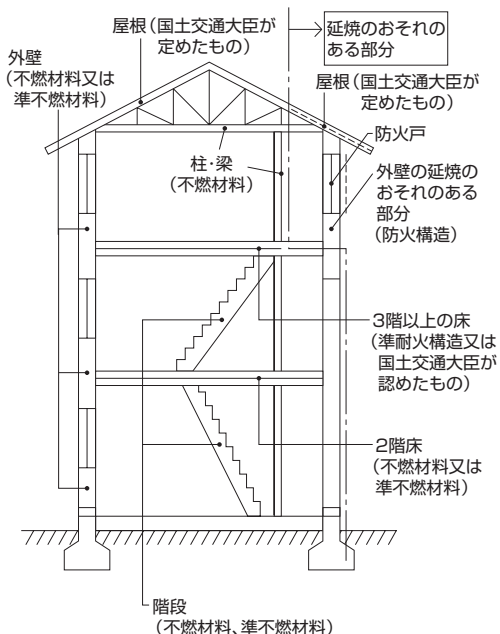 屋根(国土交通大臣が
定めたもの)
延焼のおそれの
ある部分
外壁
(不燃材料又は
準不燃材料)
屋根(国土交通大臣が
定めたもの)
防火戸
柱・梁
(不燃材料)
外壁の延焼の
おそれのある
部分
(防火構造)
3階以上の床
(準耐火構造又は
国土交通大臣が
認めたもの)
2階床
(不燃材料又は
準不燃材料)
階段
(不燃材料、準不燃材料)